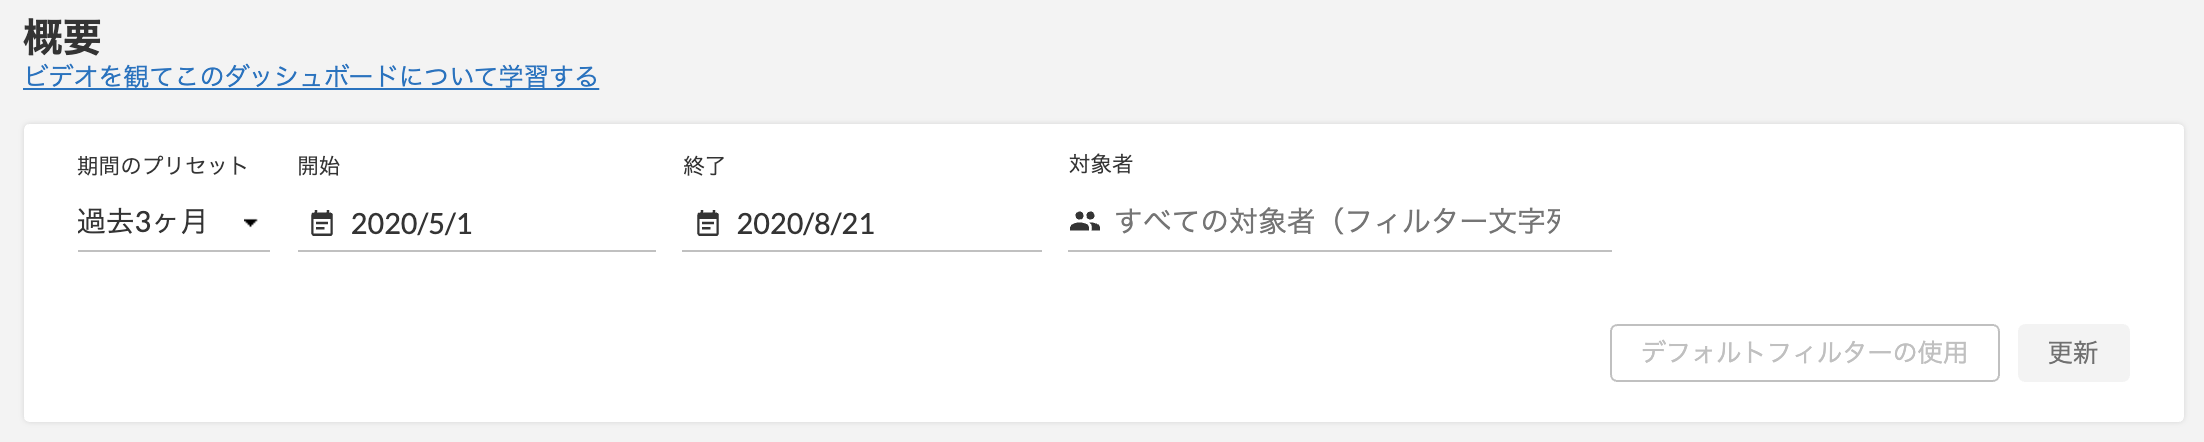 概要
ビデオを観てこのダッシュボードについて学習する
期間のプリセット
開始
終了
対象者
過去3ヶ月
2020/5/1
2020/8/21
すべての対象者（フィルター文字列
デフォルトフィルターの使用
更新